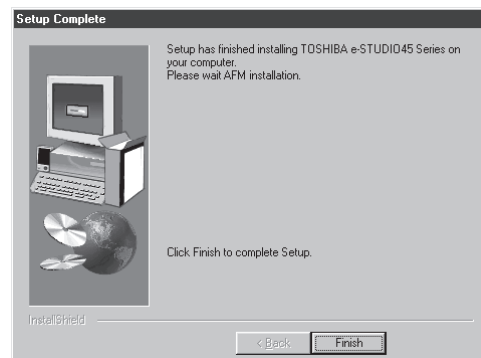 Setup Complete
Setup has finished installing TOSHIBA e-STUDIO45 Series on
your computer.
Please wait AFM installation.
Click Finish to complete Setup.
InstallShield
< Back
Finish